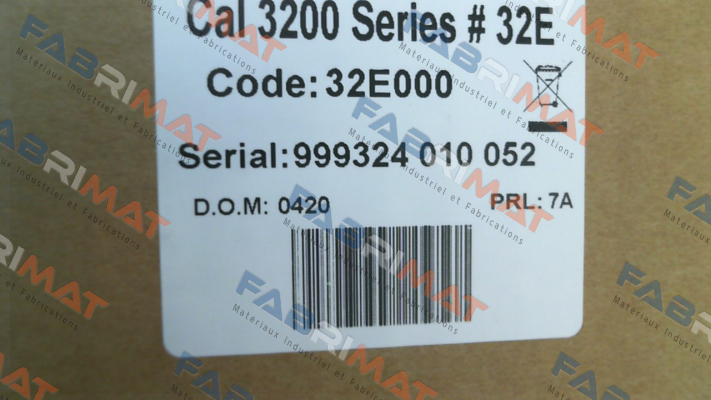 Cal 3200 Series # 32E
Code: 32E000
Serial: 999324 010 052
D.O.M: 0420
PRL: 7A
FABRIMAT
Matériaux Industriel et Fabrications